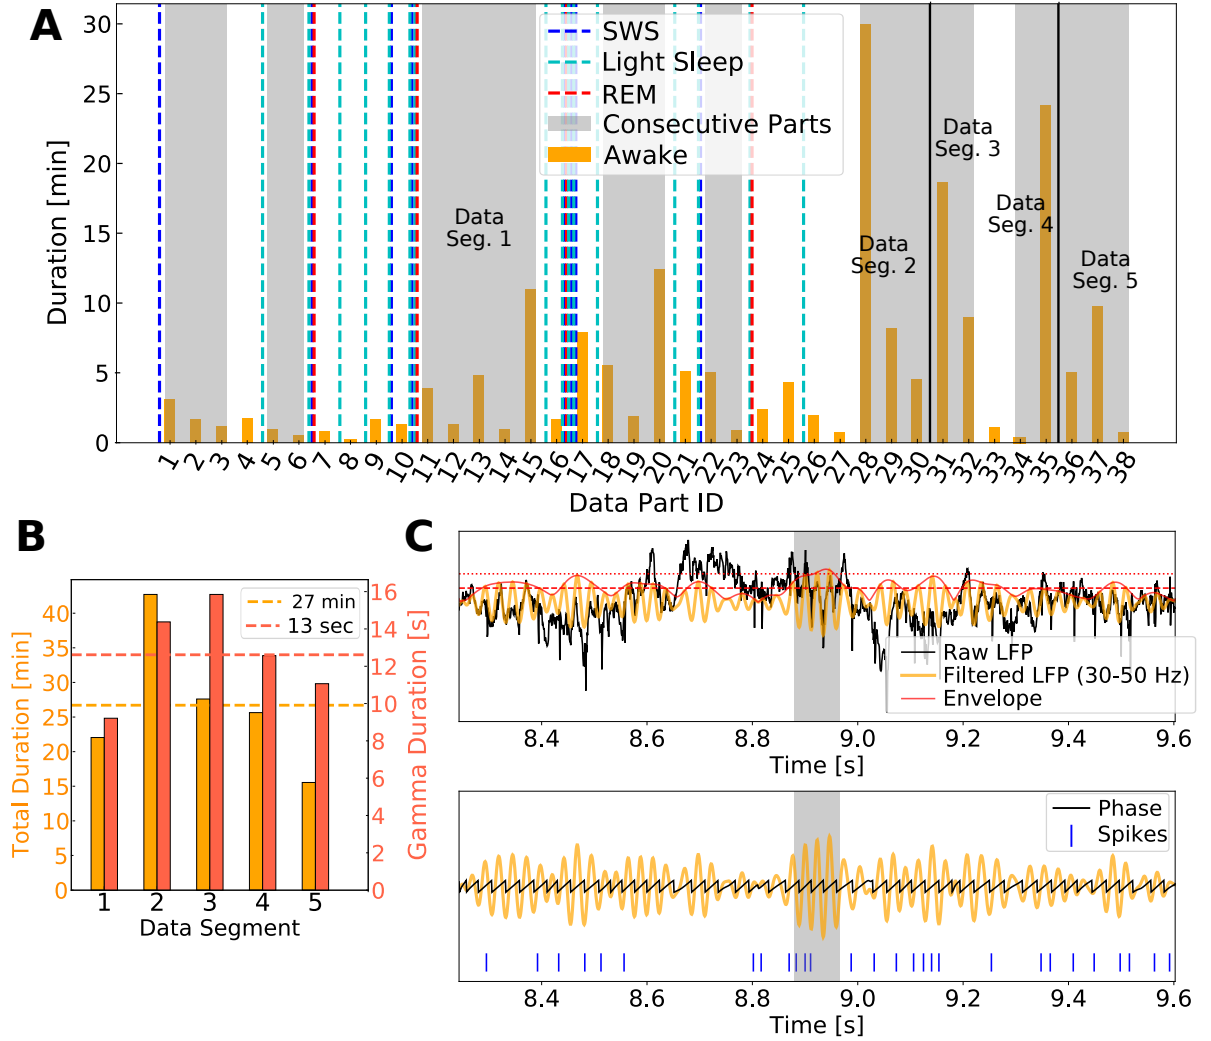 A
SWS
Light Sleep
REM
Consecutive Parts
Awake
Data
Seg. 1
Data
Seg. 2
Data
Seg. 3
Data
Seg. 4
Data
Seg. 5
Duration [min]
30
25
20
15
10
5
0
1 2 3 4 5 6 7 8 9 10 11 12 13 14 15 16 17 18 19 20 21 22 23 24 25 26 27 28 29 30 31 32 33 34 35 36 37 38
Data Part ID
B
27 min
13 sec
Total Duration [min]
40
35
30
25
20
15
10
5
0
Gamma Duration [s]
16
14
12
10
8
6
4
2
0
1 2 3 4 5
Data Segment
C
Raw LFP
Filtered LFP (30-50 Hz)
Envelope
8.4 8.6 8.8 9.0 9.2 9.4 9.6
Time [s]
Phase
Spikes
8.4 8.6 8.8 9.0 9.2 9.4 9.6
Time [s]